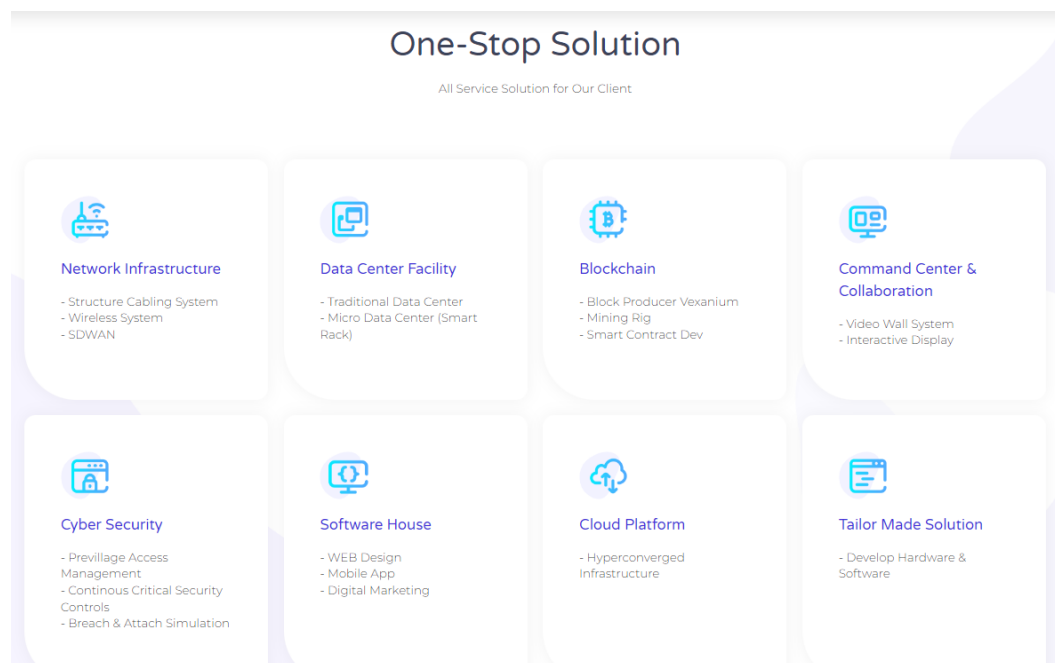 One-Stop Solution
All Service Solution for Our Client
Network Infrastructure
- Structure Cabling System
- Wireless System
- SDWAN
Data Center Facility
- Traditional Data Center
- Micro Data Center (Smart
Rack)
Blockchain
- Block Producer Vexanium
- Mining Rig
- Smart Contract Dev
Command Center &
Collaboration
- Video Wall System
- Interactive Display
Cyber Security
- Previllage Access
Management
- Continous Critical Security
Controls
- Breach & Attach Simulation
Software House
- WEB Design
- Mobile App
- Digital Marketing
Cloud Platform
- Hyperconverged
Infrastructure
Tailor Made Solution
- Develop Hardware &
Software